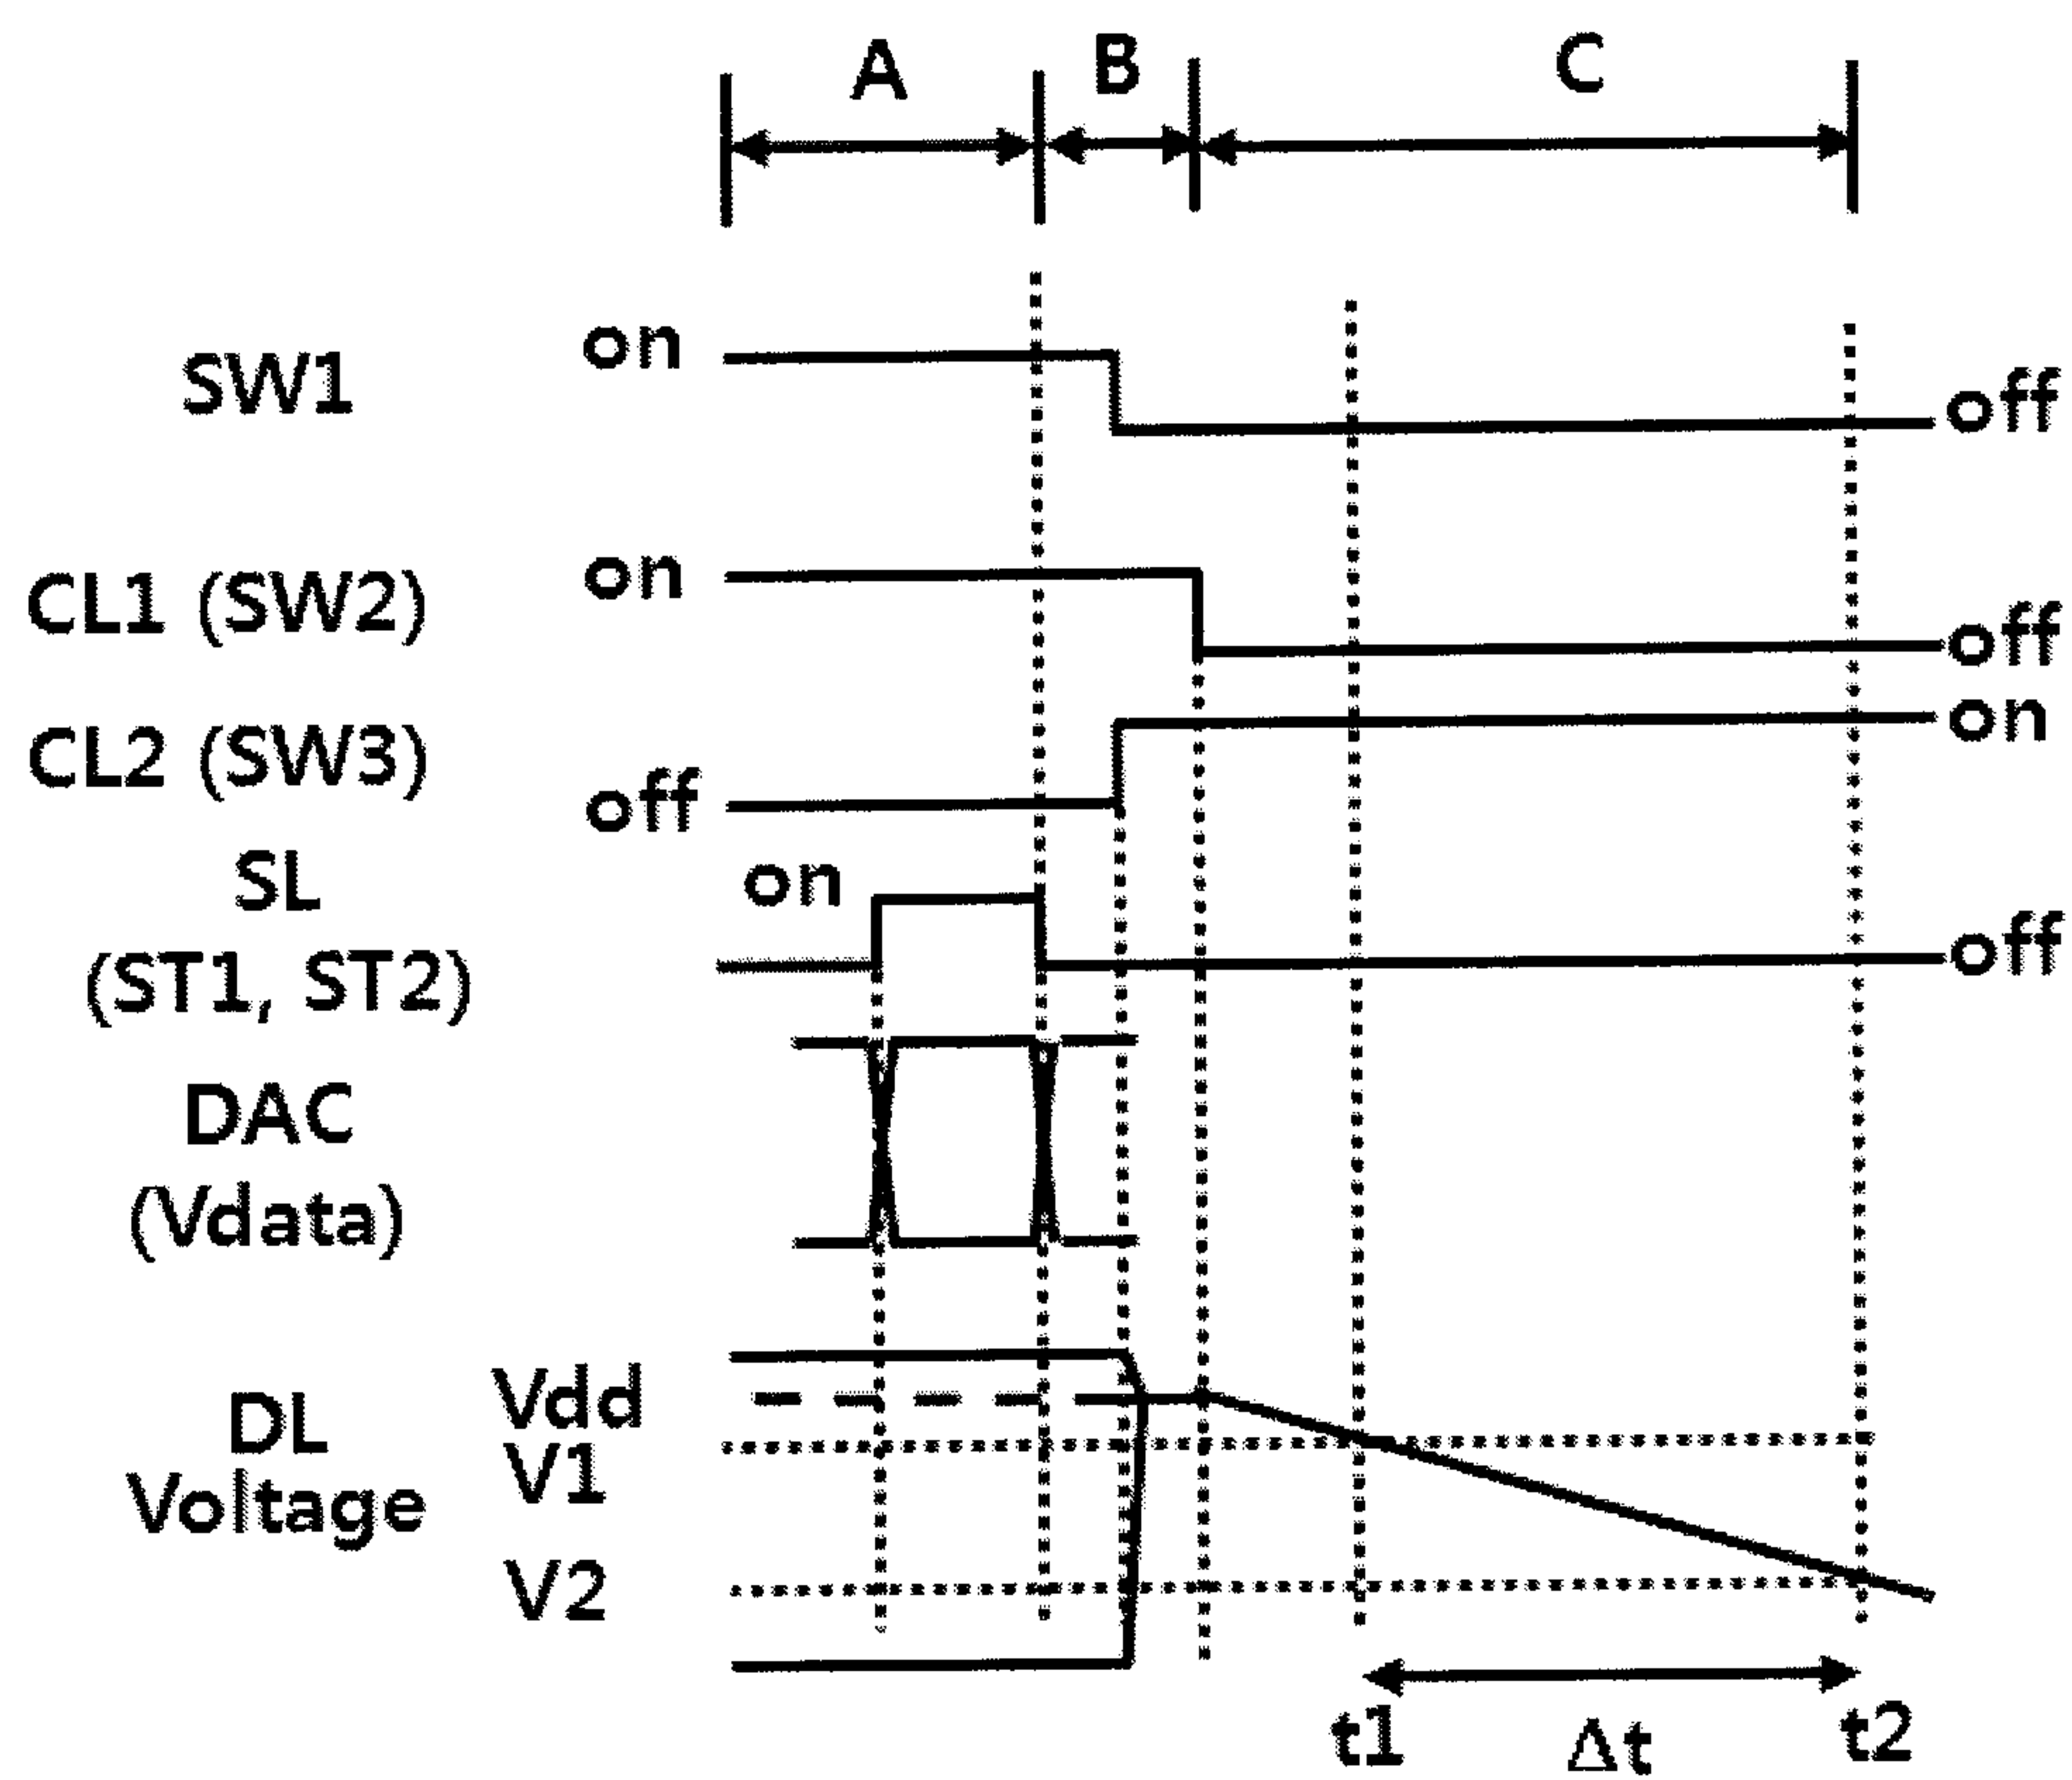 A B C
SW1 on off
CL1 (SW2) on off
CL2 (SW3) off on
SL on
(ST1, ST2) off
DAC
(Vdata)
DL Vdd
Voltage V1
V2
t1 Δt t2